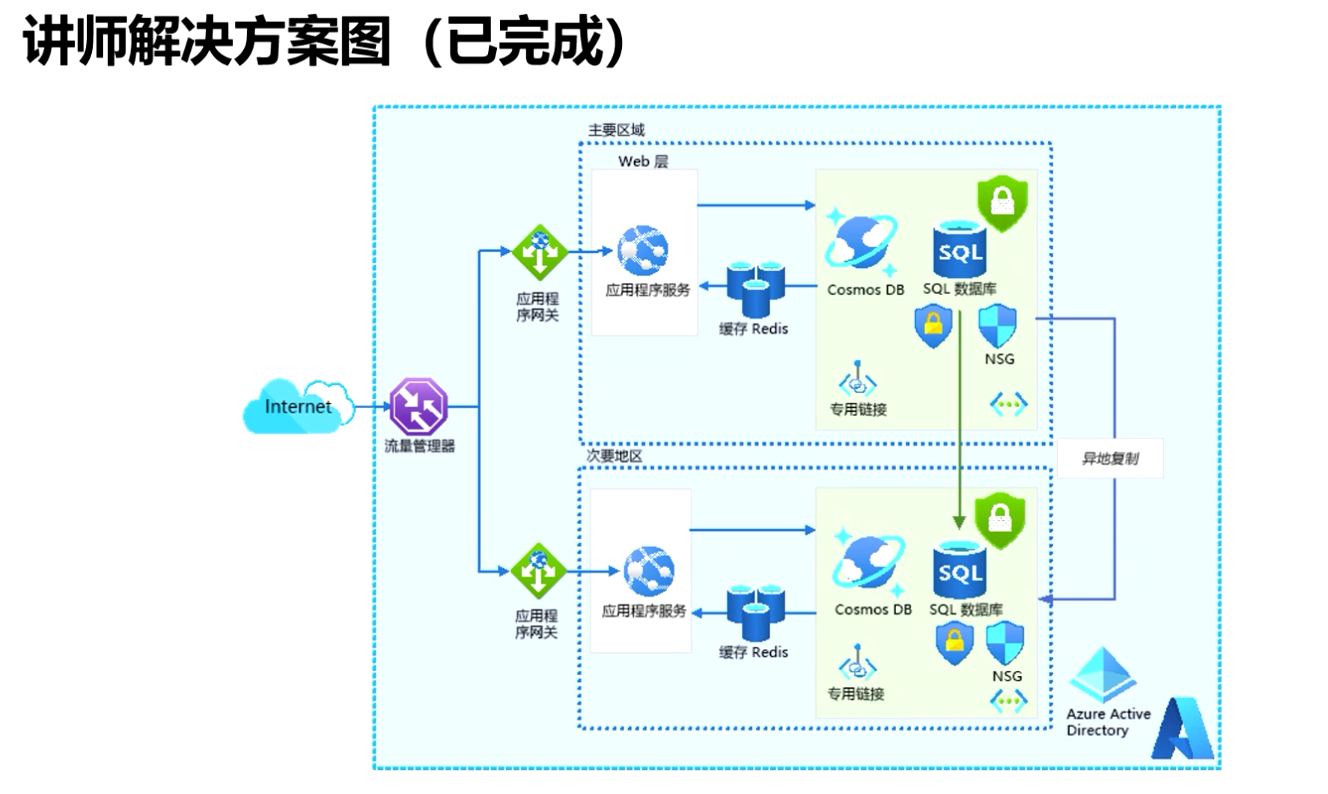 讲师解决方案图（已完成）
主要区域
Web 层
应用程序服务
应用程
序网关
缓存 Redis
Cosmos DB
SQL
SQL 数据库
NSG
专用链接
Internet
流量管理器
异地复制
次要地区
应用程序服务
应用程
序网关
缓存 Redis
Cosmos DB
SQL
SQL 数据库
NSG
专用链接
Azure Active
Directory